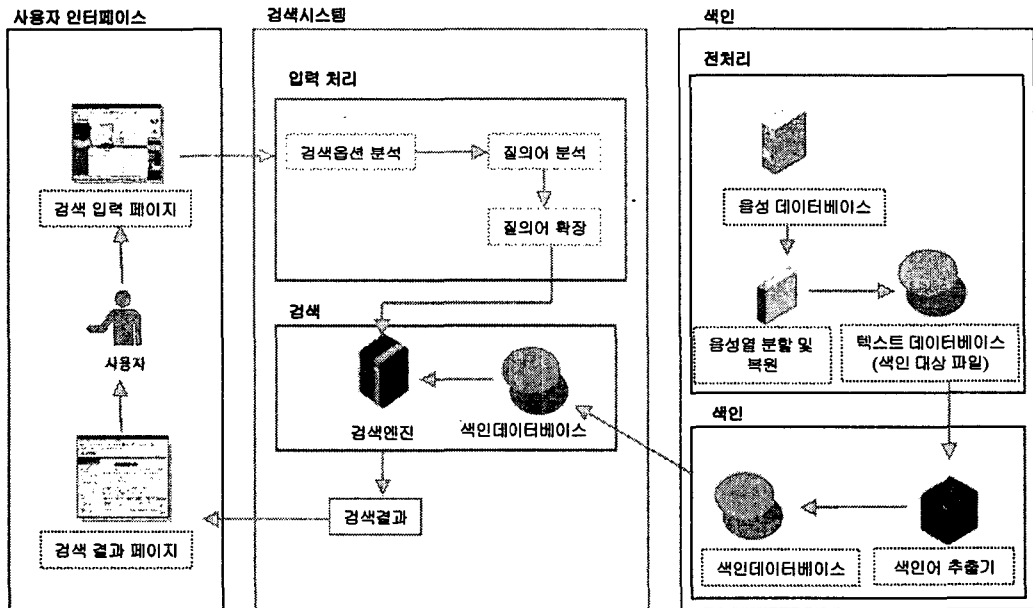 사용자 인터페이스
검색 입력 페이지
사용자
검색 결과 페이지
검색시스템
입력 처리
검색옵션 분석
질의어 분석
질의어 확장
검색
검색엔진
색인데이터베이스
검색결과
색인
전처리
음성 데이터베이스
음성열 분할 및
복원
텍스트 데이터베이스
(색인 대상 파일)
색인
색인데이터베이스
색인어 추출기